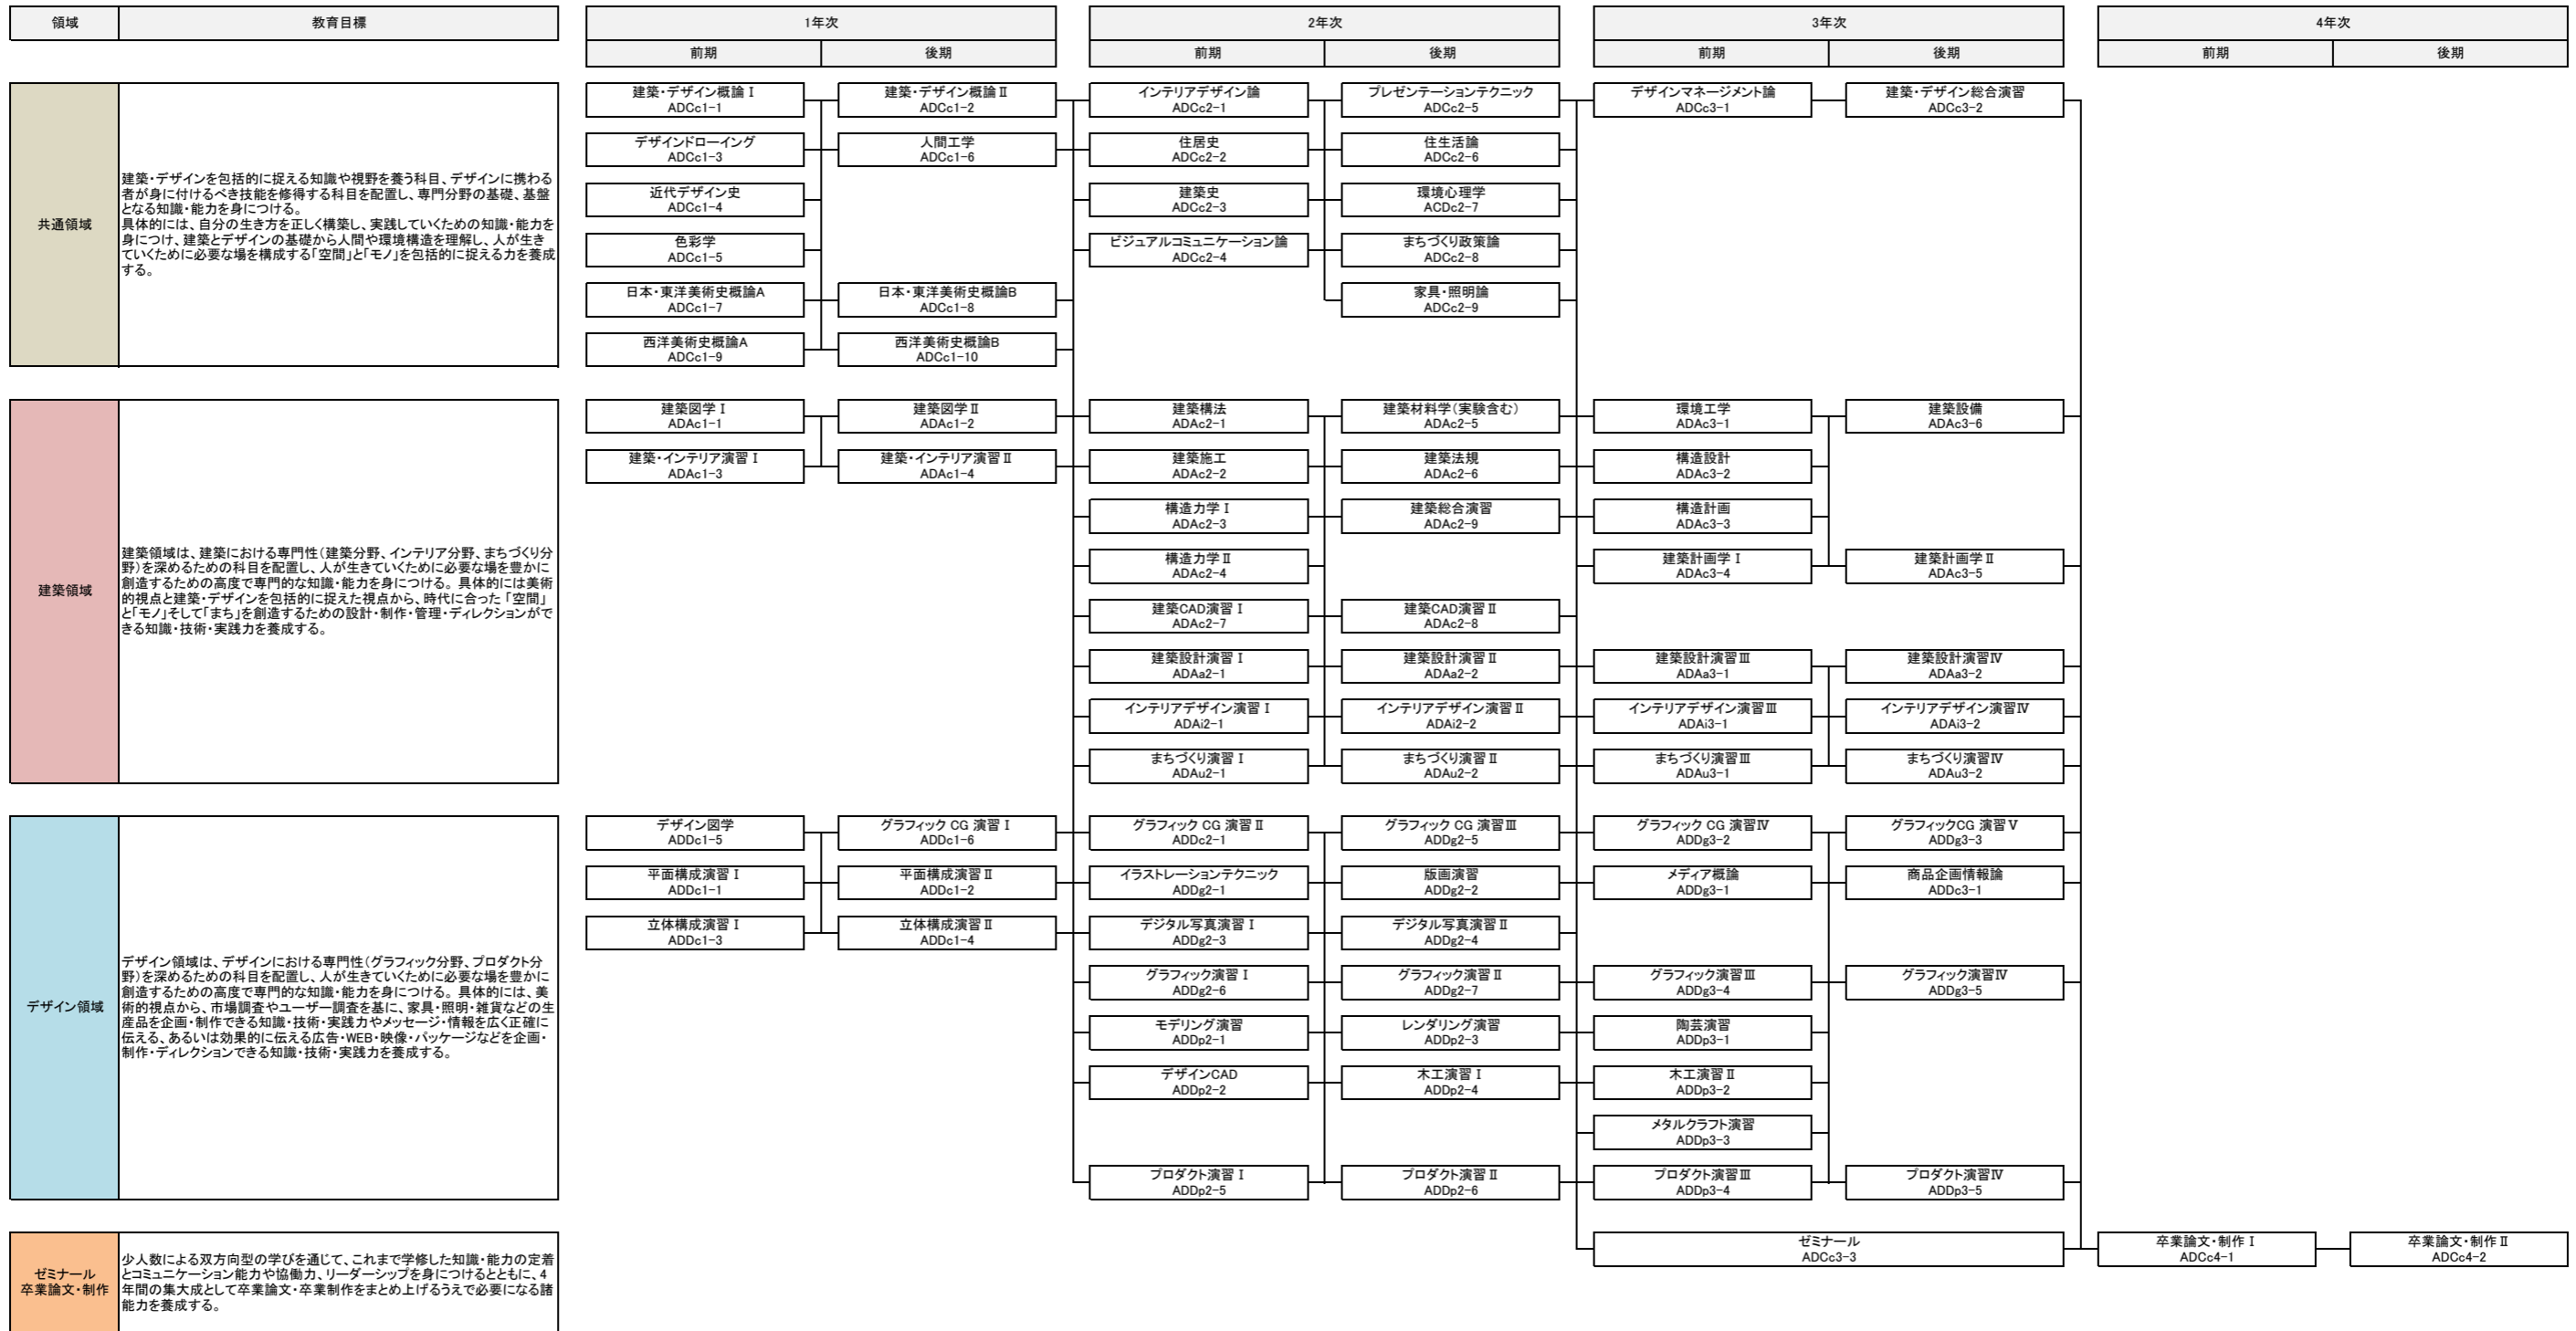 領域
教育目標
1年次
2年次
3年次
4年次
前期
後期
前期
後期
前期
後期
前期
後期
共通領域
建築・デザインを包括的に捉える知識や視野を養う科目、デザインに携わる
者が身に付けるべき技能を修得する科目を配置し、専門分野の基礎、基盤
となる知識・能力を身につける。
具体的には、自分の生き方を正しく構築し、実践していくための知識・能力を
身につけ、建築とデザインの基礎から人間や環境構造を理解し、人が生き
ていくために必要な場を構成する「空間」と「モノ」を包括的に捉える力を養成
する。
建築・デザイン概論Ⅰ
ADCc1-1
建築・デザイン概論Ⅱ
ADCc1-2
インテリアデザイン論
ADCc2-1
プレゼンテーションテクニック
ADCc2-5
デザインマネージメント論
ADCc3-1
建築・デザイン総合演習
ADCc3-2
デザインドローイング
ADCc1-3
人間工学
ADCc1-6
住居史
ADCc2-2
住生活論
ADCc2-6
近代デザイン史
ADCc1-4
建築史
ADCc2-3
環境心理学
ACDc2-7
色彩学
ADCc1-5
ビジュアルコミュニケーション論
ADCc2-4
まちづくり政策論
ADCc2-8
日本・東洋美術史概論A
ADCc1-7
日本・東洋美術史概論B
ADCc1-8
家具・照明論
ADCc2-9
西洋美術史概論A
ADCc1-9
西洋美術史概論B
ADCc1-10
建築領域
建築領域は、建築における専門性(建築分野、インテリア分野、まちづくり分
野)を深めるための科目を配置し、人が生きていくために必要な場を豊かに
創造するための高度で専門的な知識・能力を身につける。具体的には美術
的視点と建築・デザインを包括的に捉えた視点から、時代に合った「空間」
と「モノ」そして「まち」を創造するための設計・制作・管理・ディレクションがで
きる知識・技術・実践力を養成する。
建築図学Ⅰ
ADAc1-1
建築図学Ⅱ
ADAc1-2
建築構法
ADAc2-1
建築材料学(実験含む)
ADAc2-5
環境工学
ADAc3-1
建築設備
ADAc3-6
建築・インテリア演習Ⅰ
ADAc1-3
建築・インテリア演習Ⅱ
ADAc1-4
建築施工
ADAc2-2
建築法規
ADAc2-6
構造設計
ADAc3-2
構造力学Ⅰ
ADAc2-3
建築総合演習
ADAc2-9
構造計画
ADAc3-3
構造力学Ⅱ
ADAc2-4
建築計画学Ⅰ
ADAc3-4
建築計画学Ⅱ
ADAc3-5
建築CAD演習Ⅰ
ADAc2-7
建築CAD演習Ⅱ
ADAc2-8
建築設計演習Ⅰ
ADAa2-1
建築設計演習Ⅱ
ADAa2-2
建築設計演習Ⅲ
ADAa3-1
建築設計演習Ⅳ
ADAa3-2
インテリアデザイン演習Ⅰ
ADAi2-1
インテリアデザイン演習Ⅱ
ADAi2-2
インテリアデザイン演習Ⅲ
ADAi3-1
インテリアデザイン演習Ⅳ
ADAi3-2
まちづくり演習Ⅰ
ADAu2-1
まちづくり演習Ⅱ
ADAu2-2
まちづくり演習Ⅲ
ADAu3-1
まちづくり演習Ⅳ
ADAu3-2
デザイン領域
デザイン領域は、デザインにおける専門性(グラフィック分野、プロダクト分
野)を深めるための科目を配置し、人が生きていくために必要な場を豊かに
創造するための高度で専門的な知識・能力を身につける。具体的には、美
術的視点から、市場調査やユーザー調査を基に、家具・照明・雑貨などの生
産品を企画・制作できる知識・技術・実践力やメッセージ・情報を広く正確に
伝える、あるいは効果的に伝える広告・WEB・映像・パッケージなどを企画・
制作・ディレクションできる知識・技術・実践力を養成する。
デザイン図学
ADDc1-5
グラフィック CG 演習Ⅰ
ADDc1-6
グラフィック CG 演習Ⅱ
ADDc2-1
グラフィック CG 演習Ⅲ
ADDg2-5
グラフィック CG 演習Ⅳ
ADDg3-2
グラフィックCG 演習Ⅴ
ADDg3-3
平面構成演習Ⅰ
ADDc1-1
平面構成演習Ⅱ
ADDc1-2
イラストレーションテクニック
ADDg2-1
版画演習
ADDg2-2
メディア概論
ADDg3-1
商品企画情報論
ADDc3-1
立体構成演習Ⅰ
ADDc1-3
立体構成演習Ⅱ
ADDc1-4
デジタル写真演習Ⅰ
ADDg2-3
デジタル写真演習Ⅱ
ADDg2-4
グラフィック演習Ⅰ
ADDg2-6
グラフィック演習Ⅱ
ADDg2-7
グラフィック演習Ⅲ
ADDg3-4
グラフィック演習Ⅳ
ADDg3-5
モデリング演習
ADDp2-1
レンダリング演習
ADDp2-3
陶芸演習
ADDp3-1
デザインCAD
ADDp2-2
木工演習Ⅰ
ADDp2-4
木工演習Ⅱ
ADDp3-2
メタルクラフト演習
ADDp3-3
プロダクト演習Ⅰ
ADDp2-5
プロダクト演習Ⅱ
ADDp2-6
プロダクト演習Ⅲ
ADDp3-4
プロダクト演習Ⅳ
ADDp3-5
ゼミナール
卒業論文・制作
少人数による双方向型の学びを通じて、これまで学修した知識・能力の定着
とコミュニケーション能力や協働力、リーダーシップを身につけるとともに、4
年間の集大成として卒業論文・卒業制作をまとめ上げるうえで必要になる諸
能力を養成する。
ゼミナール
ADCc3-3
卒業論文・制作Ⅰ
ADCc4-1
卒業論文・制作Ⅱ
ADCc4-2